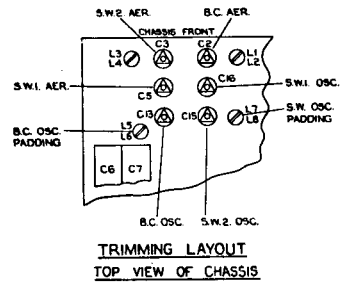 S.W.2. AER.
B.C. AER.
CHASSIS FRONT
C3
C2
L3
L4
L1
L2
S.W.1. AER.
C5
C16
S.W.1. OSC.
C13
C15
L7
L8
S.W. OSC.
PADDING
B.C. OSC.
PADDING
L5
L6
C6
C7
B.C. OSC.
S.W.2. OSC.
TRIMMING LAYOUT
TOP VIEW OF CHASSIS